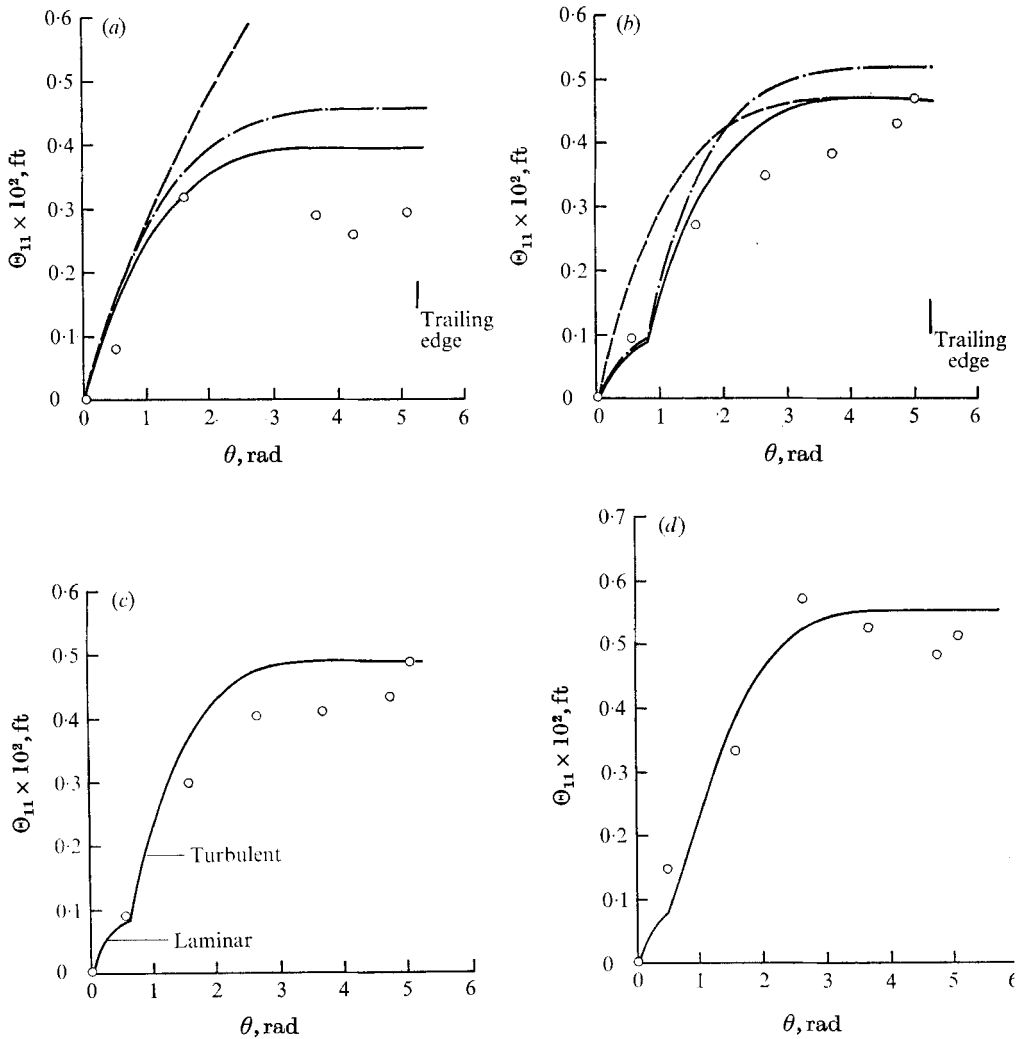 (a)
0·6
0·5
0·4
0·3
0·2
0·1
0
Θ₁₁ × 10², ft
Trailing
edge
0 1 2 3 4 5 6
θ, rad
(b)
0·6
0·5
0·4
0·3
0·2
0·1
0
Θ₁₁ × 10², ft
Trailing
edge
0 1 2 3 4 5 6
θ, rad
(c)
0·6
0·5
0·4
0·3
0·2
0·1
0
Θ₁₁ × 10², ft
Turbulent
Laminar
0 1 2 3 4 5 6
θ, rad
(d)
0·7
0·6
0·5
0·4
0·3
0·2
0·1
0
Θ₁₁ × 10², ft
0 1 2 3 4 5 6
θ, rad